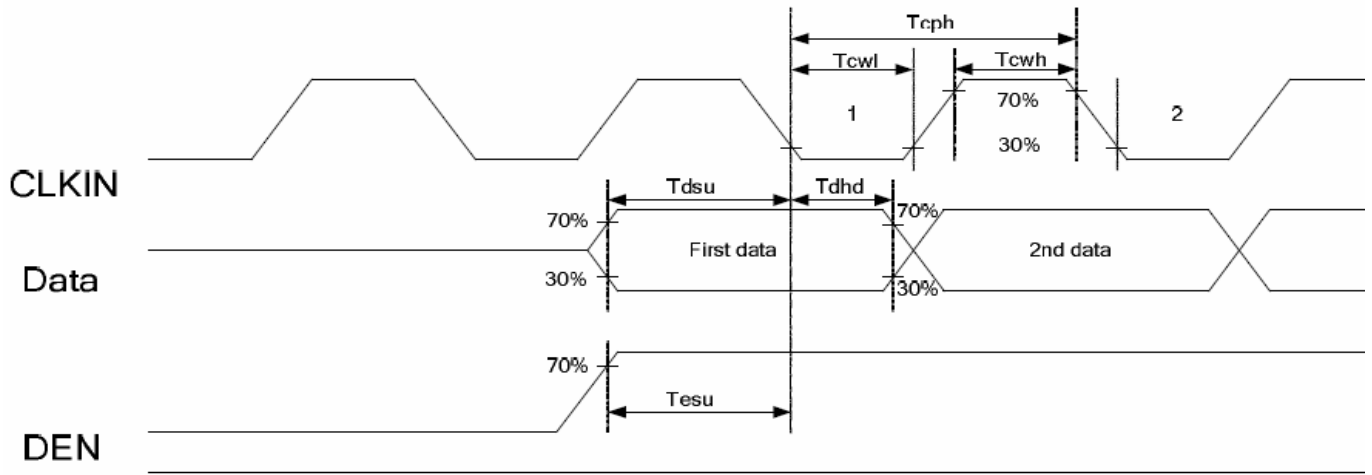 Tcph
Tcwl
Tcwh
1
70%
2
30%
CLKIN
Tdsu
Tdhd
70%
70%
First data
2nd data
Data
30%
30%
70%
Tesu
DEN